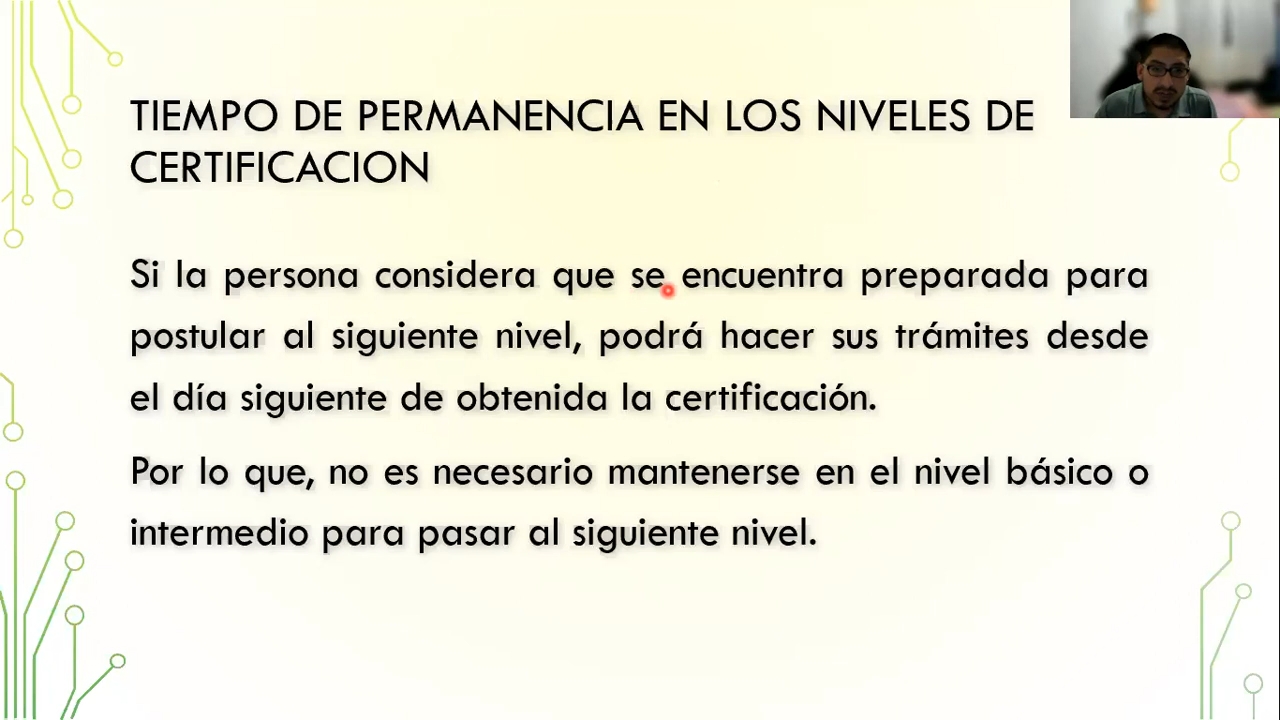 TIEMPO DE PERMANENCIA EN LOS NIVELES DE
CERTIFICACION
Si la persona considera que se encuentra preparada para
postular al siguiente nivel, podrá hacer sus trámites desde
el día siguiente de obtenida la certificación.
Por lo que, no es necesario mantenerse en el nivel básico o
intermedio para pasar al siguiente nivel.